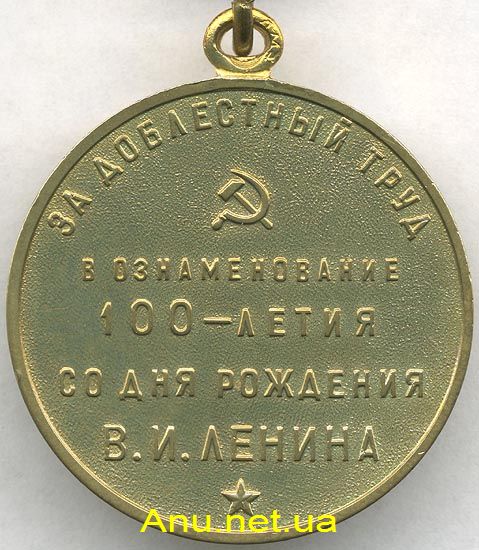 ЗА ДОБЛЕСТНЫЙ ТРУД
В ОЗНАМЕНОВАНИЕ
100-ЛЕТИЯ
СО ДНЯ РОЖДЕНИЯ
В.И.ЛЕНИНА
Anu.net.ua